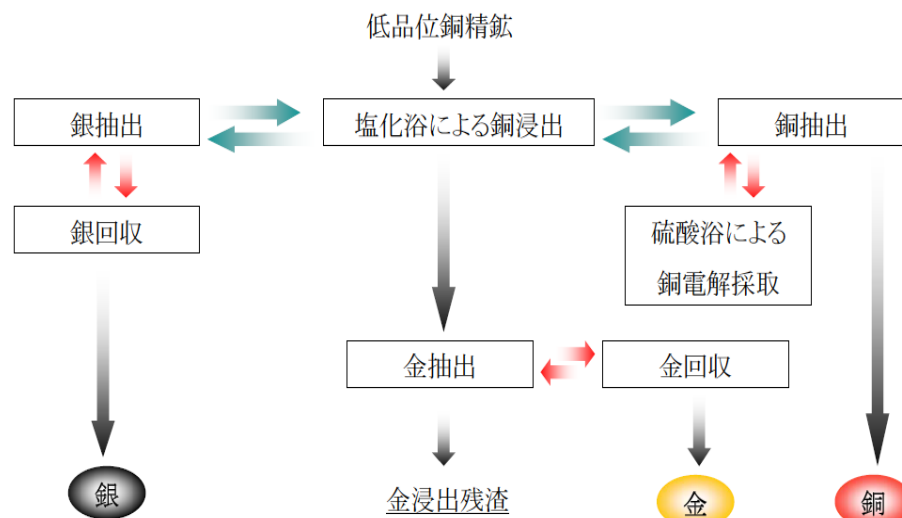 低品位銅精鉱
銀抽出
塩化浴による銅浸出
銅抽出
銀回収
硫酸浴による
銅電解採取
金抽出
金回収
銀
金浸出残渣
金
銅